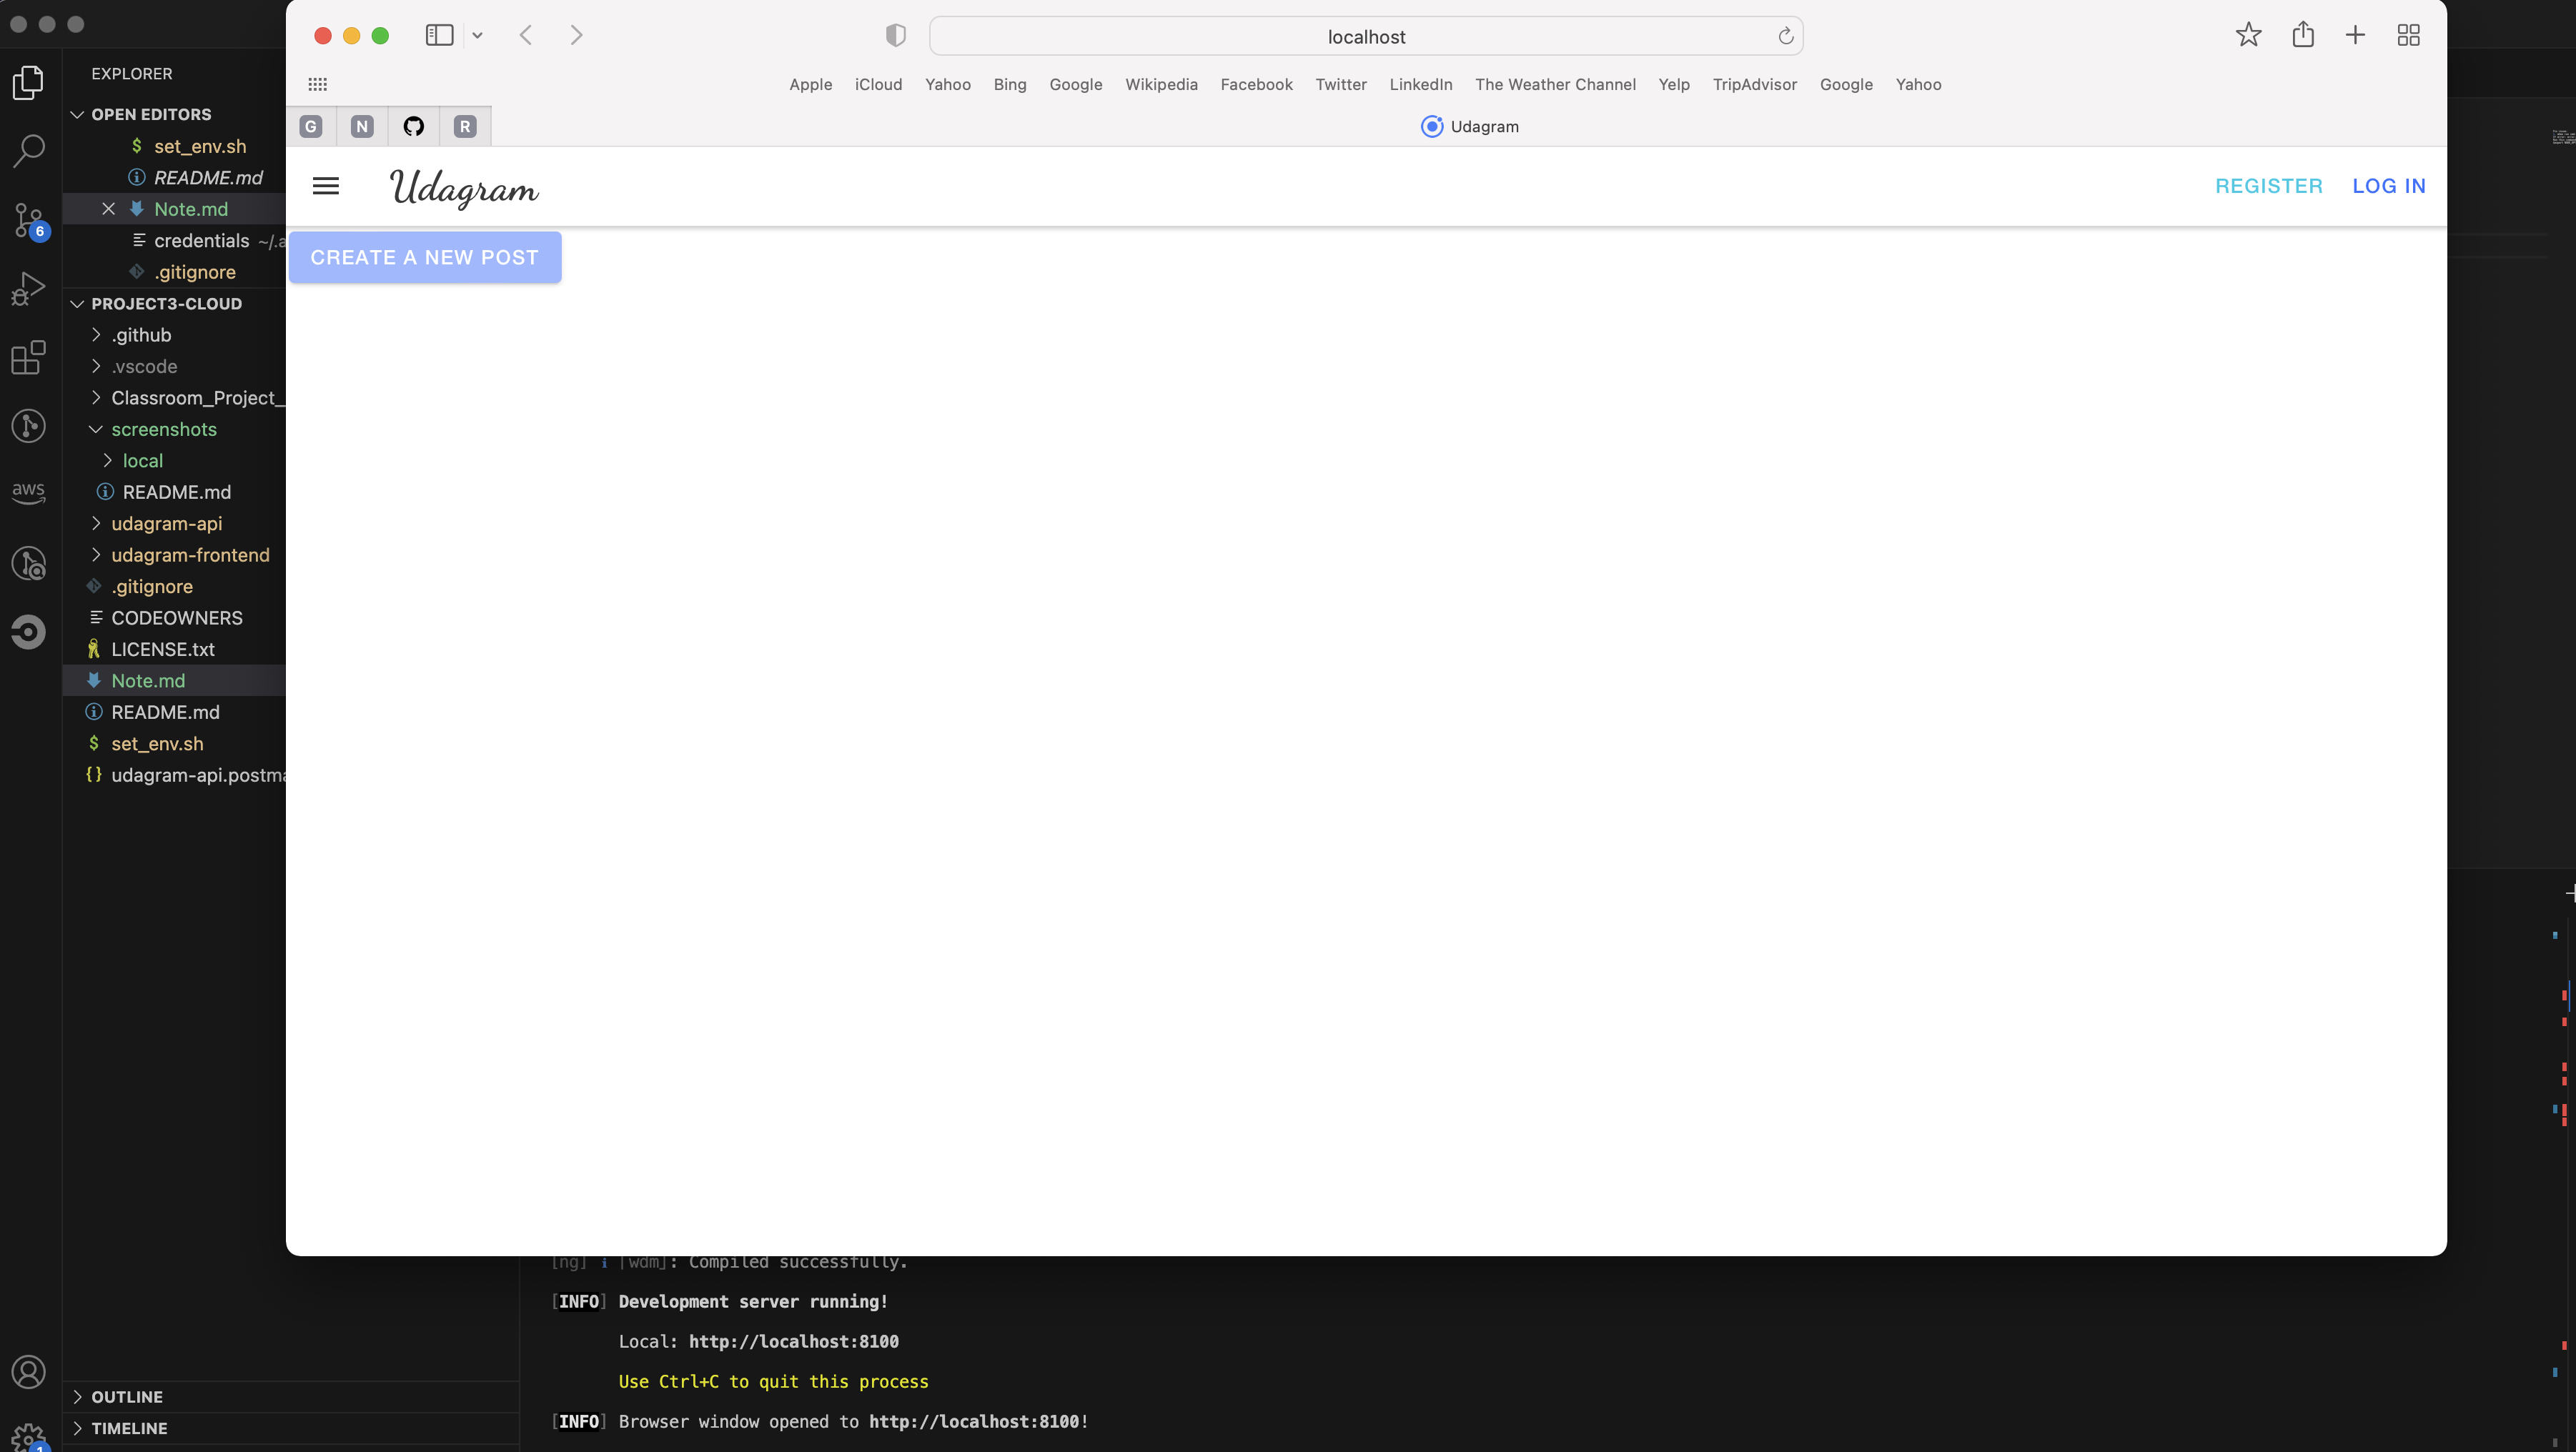 EXPLORER
OPEN EDITORS
$ set_env.sh
README.md
Note.md
credentials ~/.a
.gitignore
6
PROJECT3-CLOUD
.github
.vscode
Classroom_Project_
screenshots
local
README.md
aws
udagram-api
udagram-frontend
.gitignore
CODEOWNERS
LICENSE.txt
Note.md
README.md
$ set_env.sh
{} udagram-api.postma
OUTLINE
TIMELINE
1
localhost
Apple iCloud Yahoo Bing Google Wikipedia Facebook Twitter LinkedIn The Weather Channel Yelp TripAdvisor Google Yahoo
G N R Udagram
Udagram REGISTER LOG IN
CREATE A NEW POST
[ng] i [wdm]: Compiled successfully.
[INFO] Development server running!
Local: http://localhost:8100
Use Ctrl+C to quit this process
[INFO] Browser window opened to http://localhost:8100!